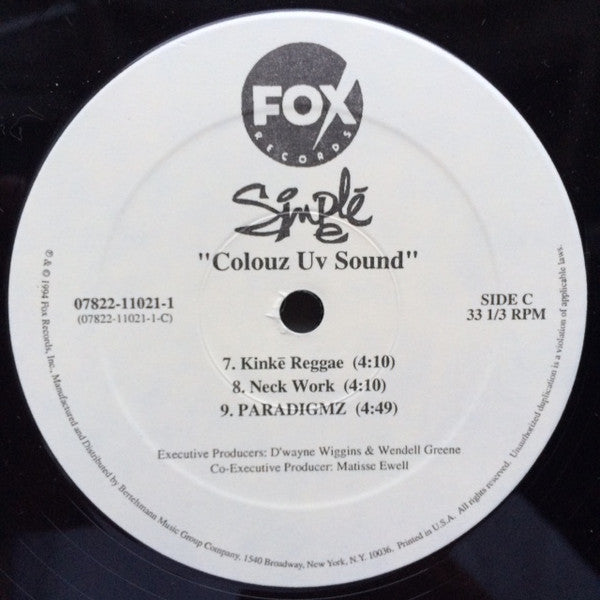 FOX
RECORDS
Simple ē
"Colouz Uv Sound"
07822-11021-1
(07822-11021-1-C)
SIDE C
33 1/3 RPM
7. Kinkē Reggae (4:10)
8. Neck Work (4:10)
9. PARADIGMZ (4:49)
Executive Producers: D'wayne Wiggins & Wendell Greene
Co-Executive Producer: Matisse Ewell
℗ & © 1994 Fox Records, Inc., Manufactured and Distributed by Bertelsmann Music Group Company, 1540 Broadway, New York, N.Y. 10036. Printed in U.S.A. All rights reserved. Unauthorized duplication is a violation of applicable laws.